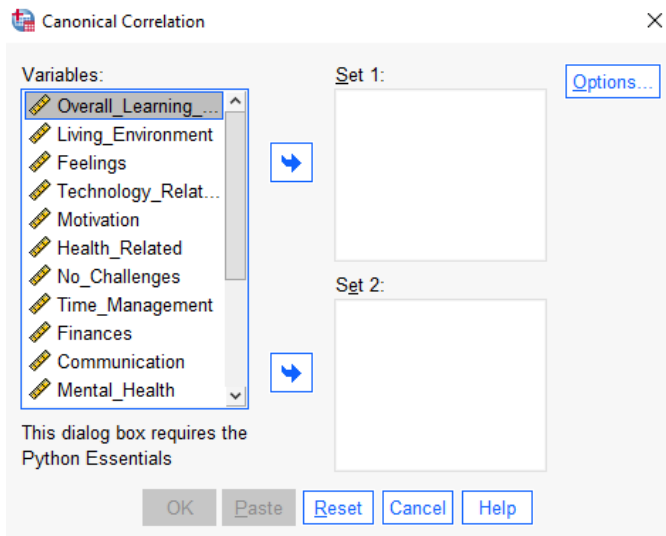 Canonical Correlation
Variables:
Overall_Learning_...
Living_Environment
Feelings
Technology_Relat...
Motivation
Health_Related
No_Challenges
Time_Management
Finances
Communication
Mental_Health
This dialog box requires the
Python Essentials
Set 1:
Set 2:
Options...
OK Paste Reset Cancel Help